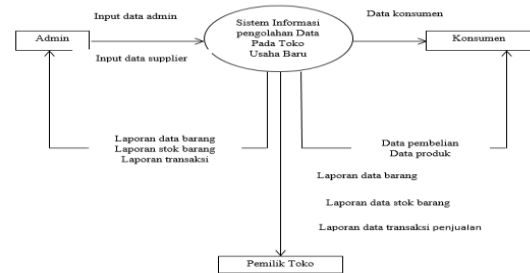 Input data admin
Data konsumen
Sistem Informasi
pengolahan Data
Pada Toko
Usaha Baru
Admin
Konsumen
Input data supplier
Laporan data barang
Laporan stok barang
Laporan transaksi
Data pembelian
Data produk
Laporan data barang
Laporan data stok barang
Laporan data transaksi penjualan
Pemilik Toko